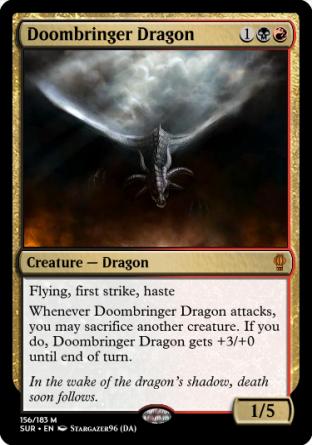 Doombringer Dragon 1
Creature — Dragon
Flying, first strike, haste
Whenever Doombringer Dragon attacks,
you may sacrifice another creature. If you
do, Doombringer Dragon gets +3/+0
until end of turn.
In the wake of the dragon's shadow, death
soon follows.
1/5
156/183 M
SUR • EN Stargazer96 (DA)